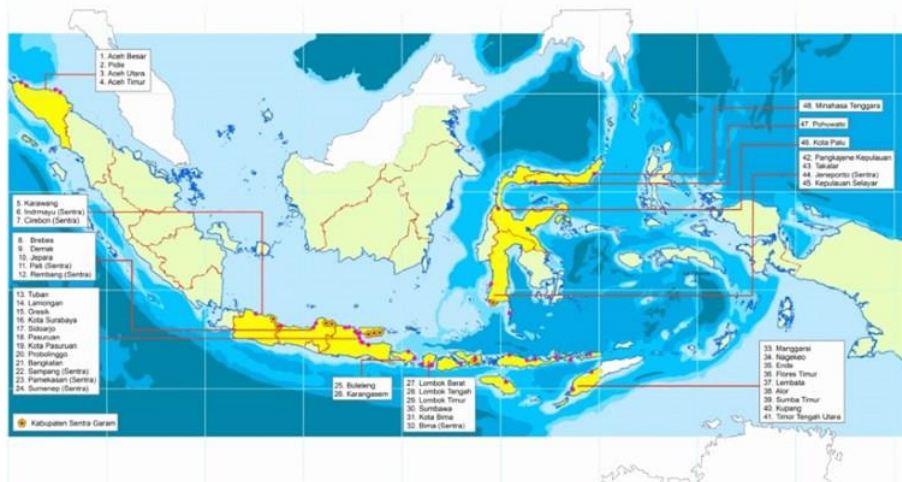 1. Aceh Besar
2. Pidie
3. Aceh Utara
4. Aceh Timur
48. Minahasa Tenggara
47. Pohuwato
46. Kota Palu
42. Pangkajene Kepulauan
43. Takalar
44. Jeneponto (Sentra)
45. Kepulauan Selayar
5. Karawang
6. Indrmayu (Sentra)
7. Cirebon (Sentra)
8. Brebes
9. Demak
10. Jepara
11. Pati (Sentra)
12. Rembang (Sentra)
13. Tuban
14. Lamongan
15. Gresik
16. Kota Surabaya
17. Sidoarjo
18. Pasuruan
19. Kota Pasuruan
20. Probolinggo
21. Bangkalan
22. Sampang (Sentra)
23. Pamekasan (Sentra)
24. Sumenep (Sentra)
25. Buleleng
26. Karangasem
27. Lombok Barat
28. Lombok Tengah
29. Lombok Timur
30. Sumbawa
31. Kota Bima
32. Bima (Sentra)
33. Manggarai
34. Nagekeo
35. Ende
36. Flores Timur
37. Lembata
38. Alor
39. Sumba Timur
40. Kupang
41. Timor Tengah Utara
Kabupaten Sentra Garam